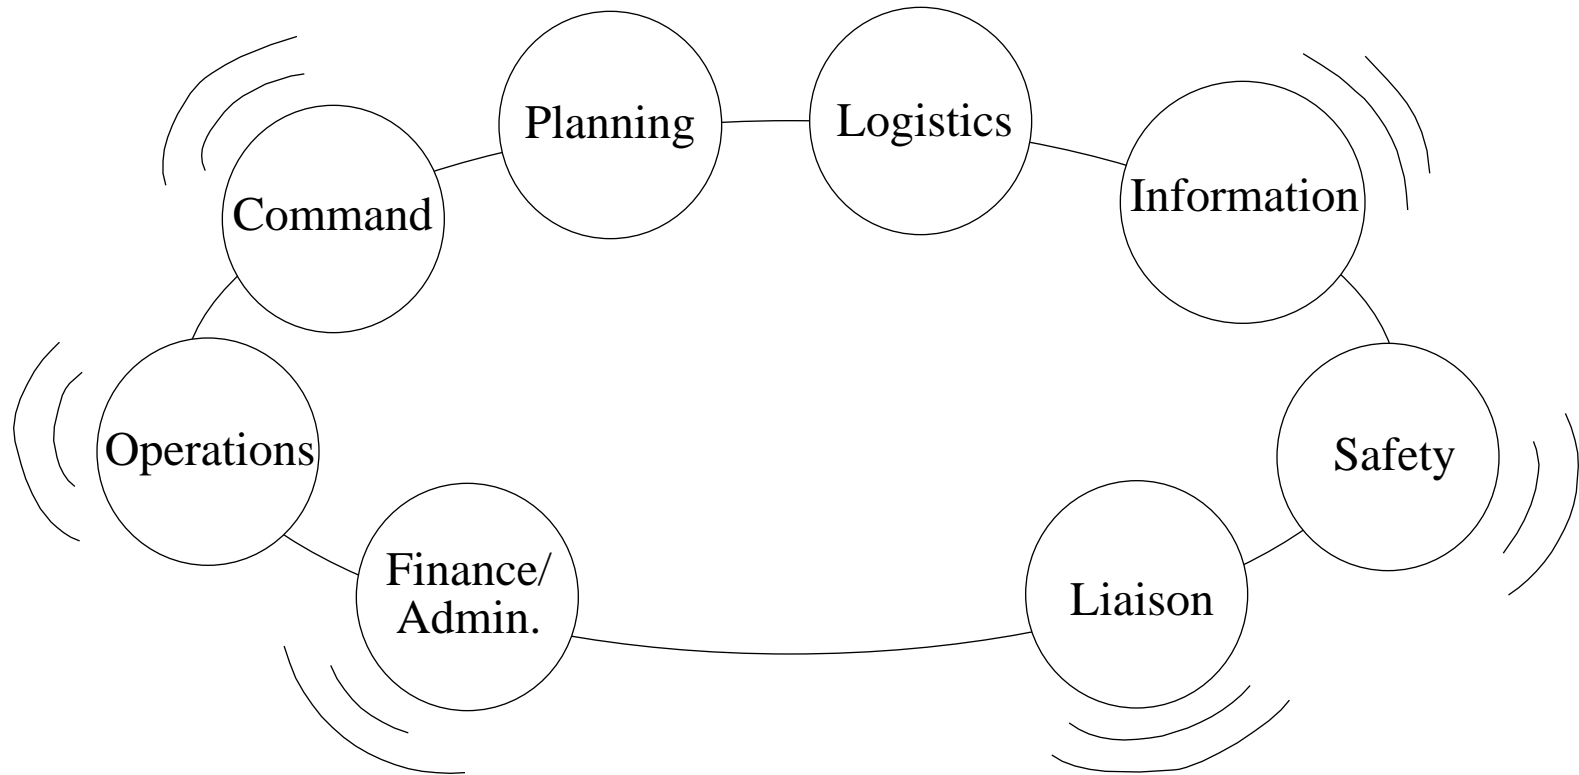 Planning
Logistics
Information
Command
Operations
Safety
Finance/
Admin.
Liaison